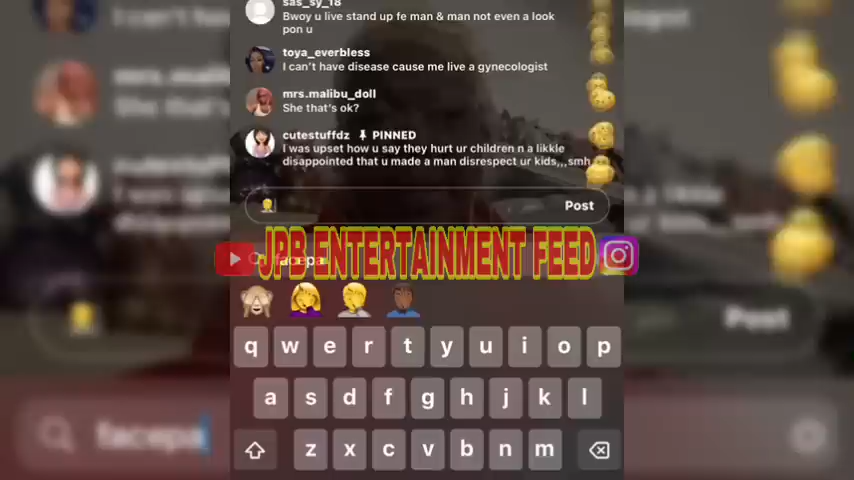 sas_sy_18
Bwoy u live stand up fe man & man not even a look
pon u
toya_everbless
I can't have disease cause me live a gynecologist
mrs.malibu_doll
She that's ok?
cutestuffdz PINNED
I was upset how u say they hurt ur children n a likkle
disappointed that u made a man disrespect ur kids,,,smh
Post
JPB ENTERTAINMENT FEED
facepa
q w e r t y u i o p
a s d f g h j k l
z x c v b n m